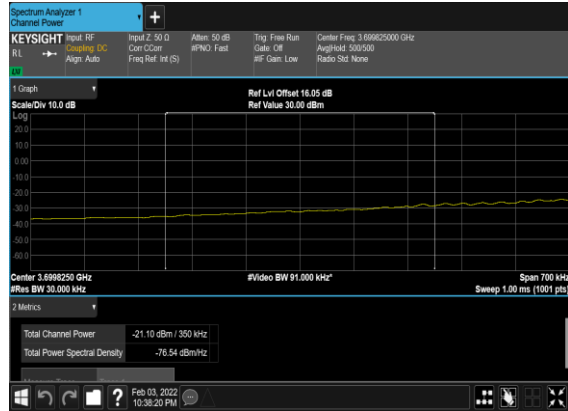 Spectrum Analyzer 1
Channel Power
+
KEYSIGHT
RL
Input: RF
Coupling: DC
Align: Auto
Input Z: 50 Ω
Corr CCorr
Freq Ref: Int (S)
Atten: 50 dB
#PNO: Fast
Trig: Free Run
Gate: Off
#IF Gain: Low
Center Freq: 3.699825000 GHz
Avg|Hold: 500/500
Radio Std: None
1 Graph
Scale/Div 10.0 dB
Ref Lvl Offset 16.05 dB
Ref Value 30.00 dBm
Log
20.0
10.0
0.00
-10.0
-20.0
-30.0
-40.0
-50.0
-60.0
Center 3.6998250 GHz
#Res BW 30.000 kHz
#Video BW 91.000 kHz*
Span 700 kHz
Sweep 1.00 ms (1001 pts)
2 Metrics
Total Channel Power -21.10 dBm / 350 kHz
Total Power Spectral Density -76.54 dBm/Hz
?
Feb 03, 2022
10:38:20 PM